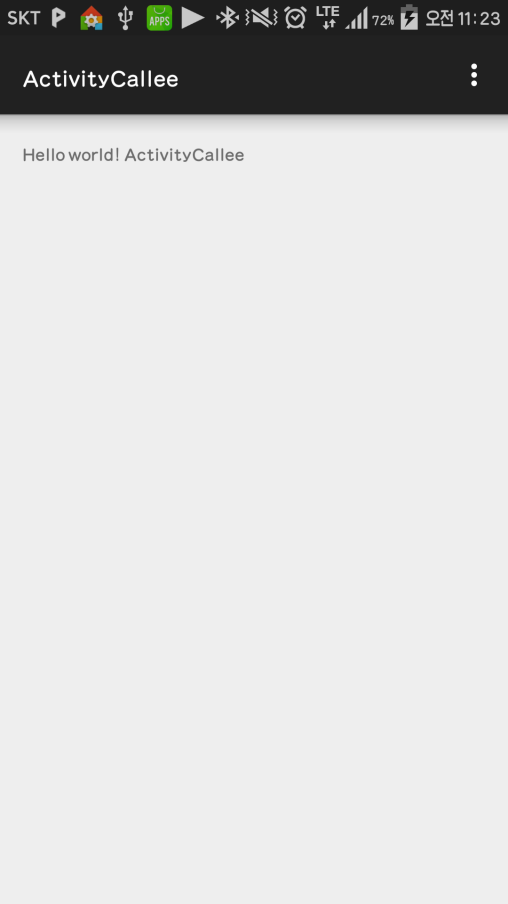 SKT APPS LTE 72% 오전 11:23
ActivityCallee
Hello world! ActivityCallee